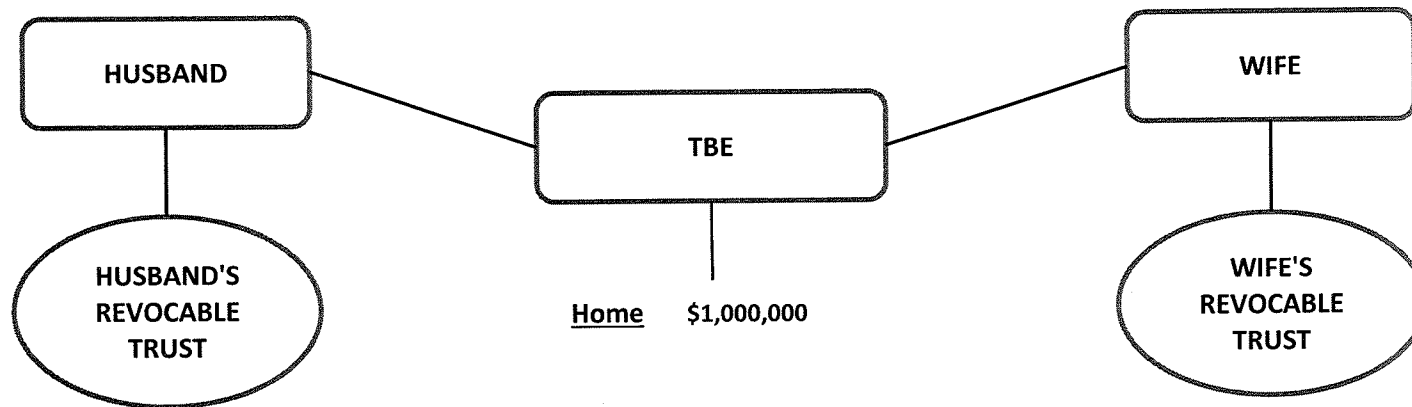 HUSBAND
WIFE
TBE
HUSBAND'S
REVOCABLE
TRUST
Home $1,000,000
WIFE'S
REVOCABLE
TRUST